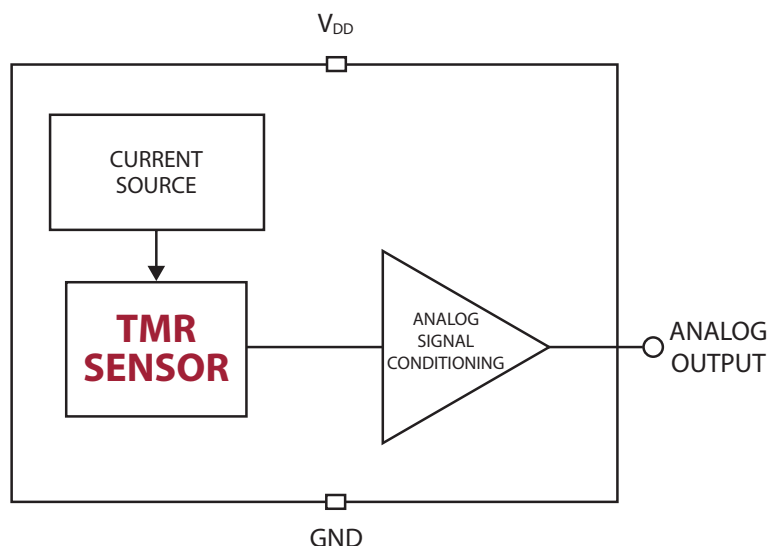 VDD
CURRENT
SOURCE
TMR
SENSOR
ANALOG
SIGNAL
CONDITIONING
ANALOG
OUTPUT
GND